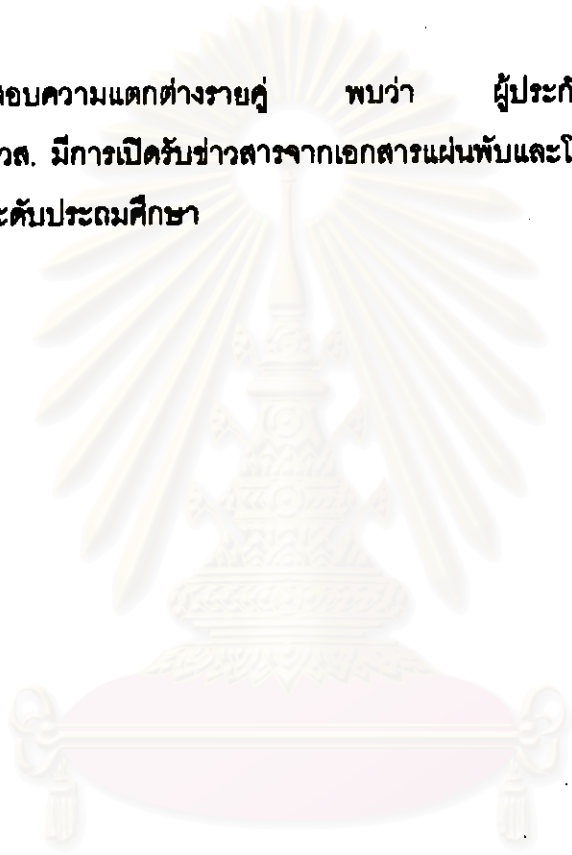 สอบความแตกต่างรายคู่ พบว่า ผู้ประกั
วส. มีการเปิดรับข่าวสารจากเอกสารแผ่นพับและโ
ะดับประถมศึกษา